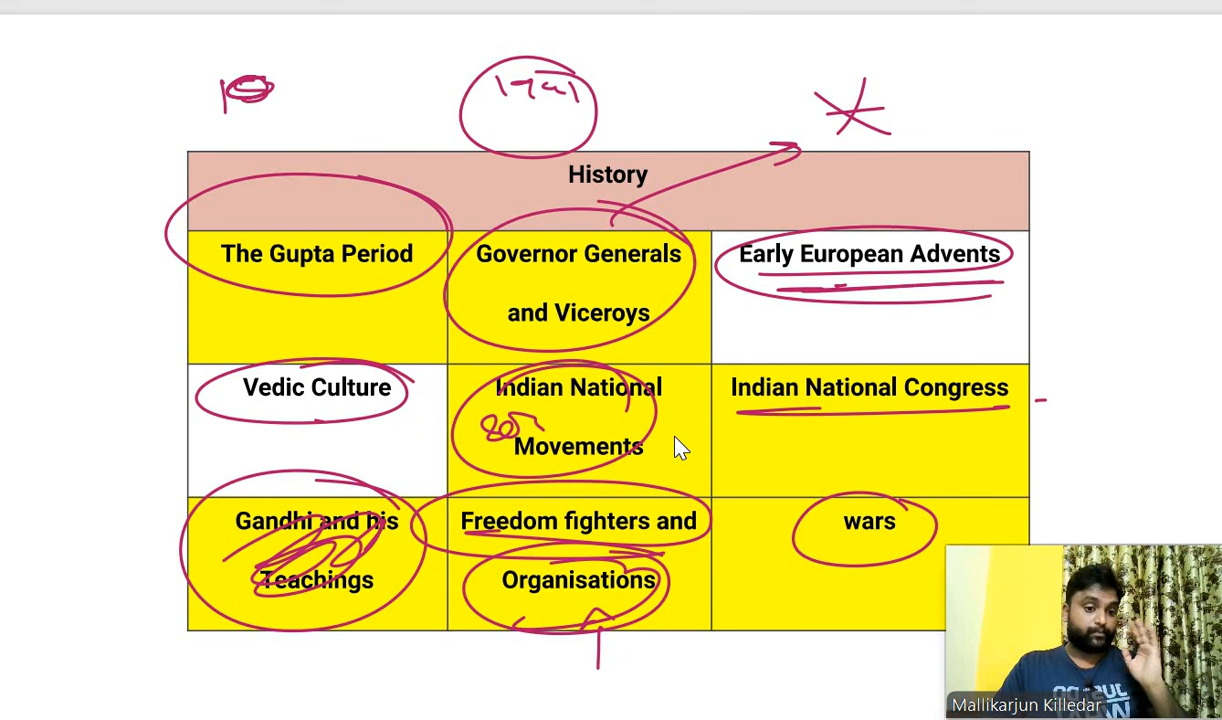 1941
History
The Gupta Period
Governor Generals
and Viceroys
Early European Advents
Vedic Culture
Indian National
Movements
Indian National Congress
Gandhi and his
Teachings
Freedom fighters and
Organisations
wars
Mallikarjun Killedar